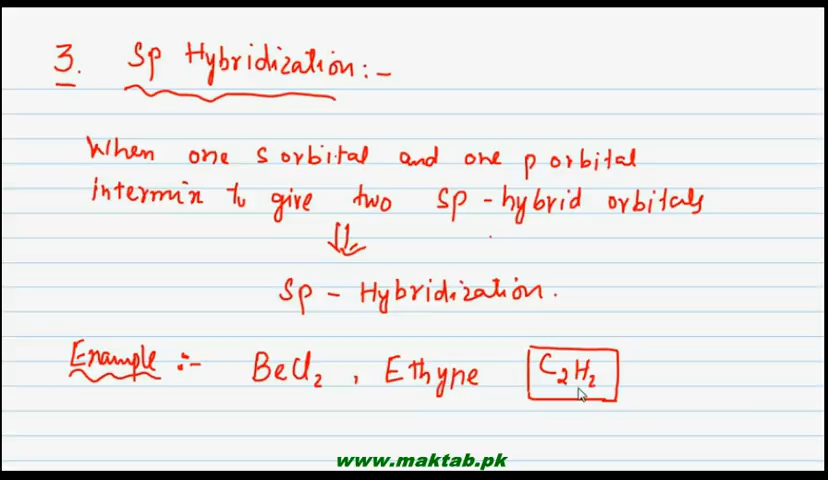 3. Sp Hybridization:-
When one s orbital and one p orbital
intermix to give two Sp - hybrid orbitals
Sp - Hybridization.
Example :- BeCl2 , Ethyne C2H2
www.maktab.pk